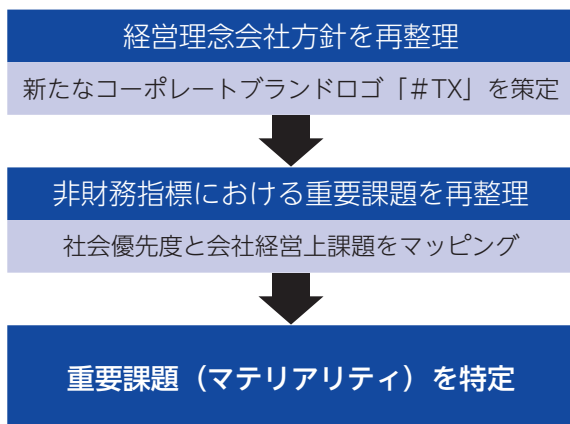 経営理念会社方針を再整理
新たなコーポレートブランドロゴ「＃TX」を策定
非財務指標における重要課題を再整理
社会優先度と会社経営上課題をマッピング
重要課題（マテリアリティ）を特定